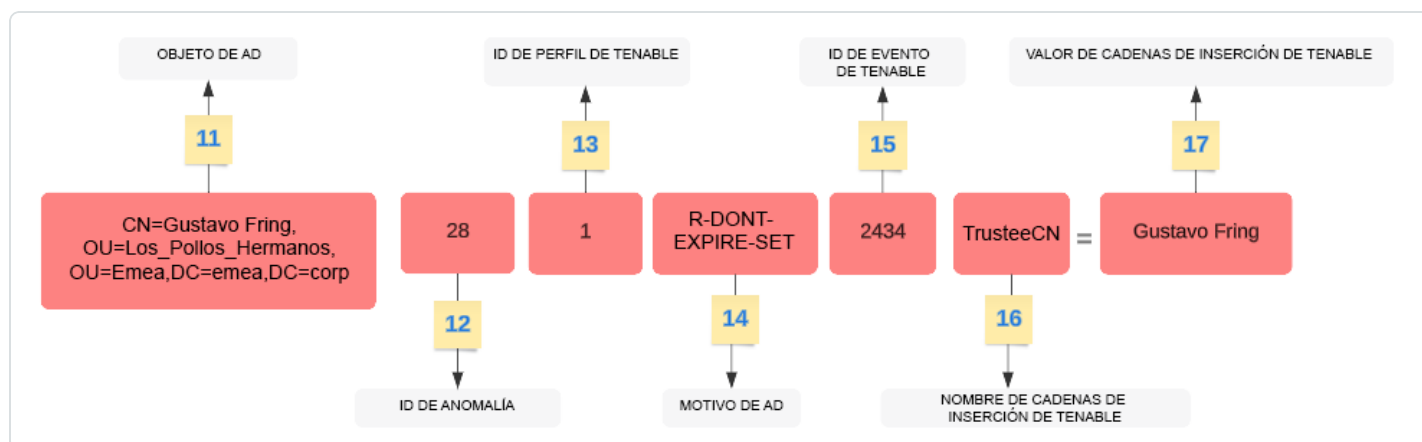 OBJETO DE AD
ID DE PERFIL DE TENABLE
ID DE EVENTO
DE TENABLE
VALOR DE CADENAS DE INSERCIÓN DE TENABLE
11
13
15
17
CN=Gustavo Fring,
OU=Los_Pollos_Hermanos,
OU=Emea,DC=emea,DC=corp
28
1
R-DONT-
EXPIRE-SET
2434
TrusteeCN
=
Gustavo Fring
12
14
16
ID DE ANOMALÍA
MOTIVO DE AD
NOMBRE DE CADENAS DE
INSERCIÓN DE TENABLE